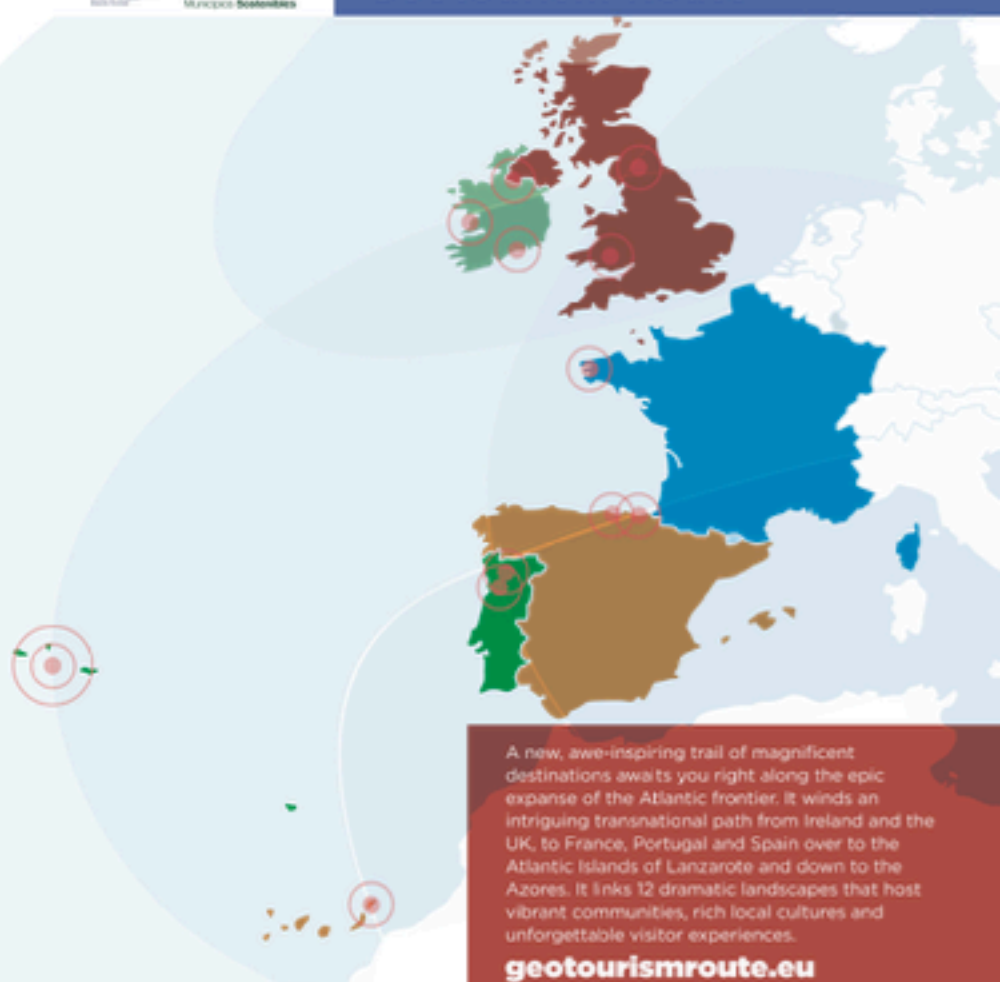 Municipios Sostenibles
A new, awe-inspiring trail of magnificent
destinations awaits you right along the epic
expanse of the Atlantic frontier. It winds an
intriguing transnational path from Ireland and the
UK, to France, Portugal and Spain over to the
Atlantic Islands of Lanzarote and down to the
Azores. It links 12 dramatic landscapes that host
vibrant communities, rich local cultures and
unforgettable visitor experiences.
geotourismroute.eu